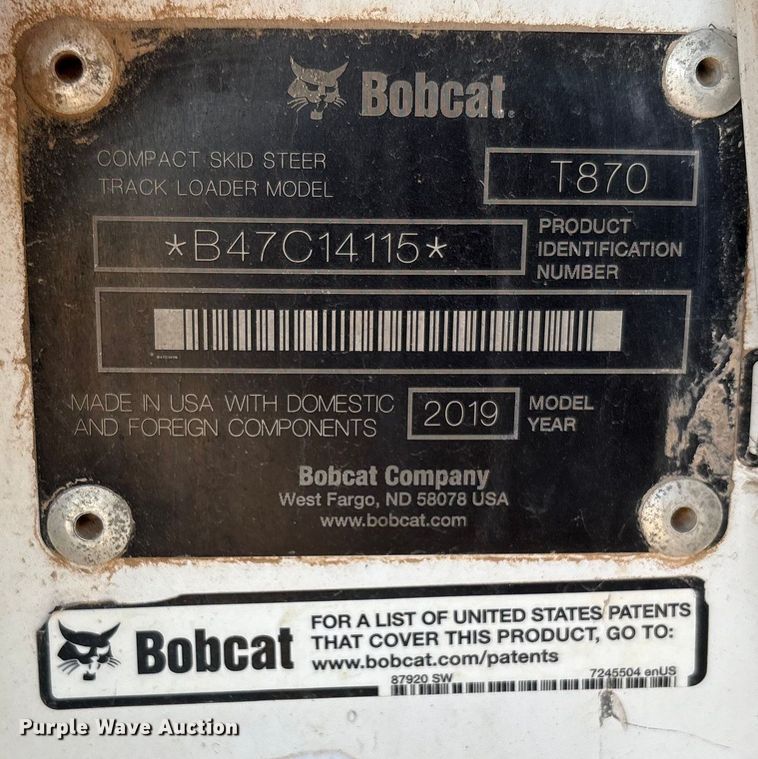 Bobcat
COMPACT SKID STEER
TRACK LOADER MODEL
T870
*B47C14115*
PRODUCT
IDENTIFICATION
NUMBER
MADE IN USA WITH DOMESTIC
AND FOREIGN COMPONENTS
2019
MODEL
YEAR
Bobcat Company
West Fargo, ND 58078 USA
www.bobcat.com
Bobcat
FOR A LIST OF UNITED STATES PATENTS
THAT COVER THIS PRODUCT, GO TO:
www.bobcat.com/patents
87920 SW
7245504 enUS
Purple Wave Auction